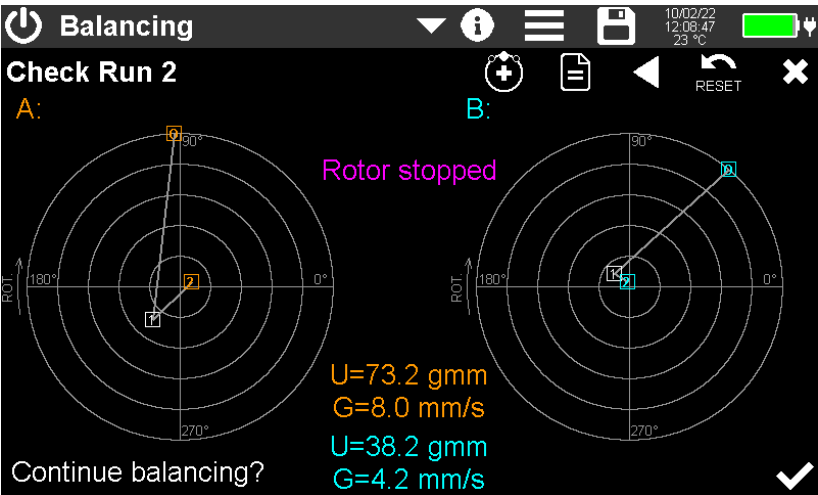 Balancing
10/02/22
12:08:47
23 °C
Check Run 2
RESET
A:
B:
0
90°
180°
0°
270°
ROT.
1
2
Rotor stopped
0
90°
180°
0°
270°
ROT.
1
2
U=73.2 gmm
G=8.0 mm/s
U=38.2 gmm
G=4.2 mm/s
Continue balancing?